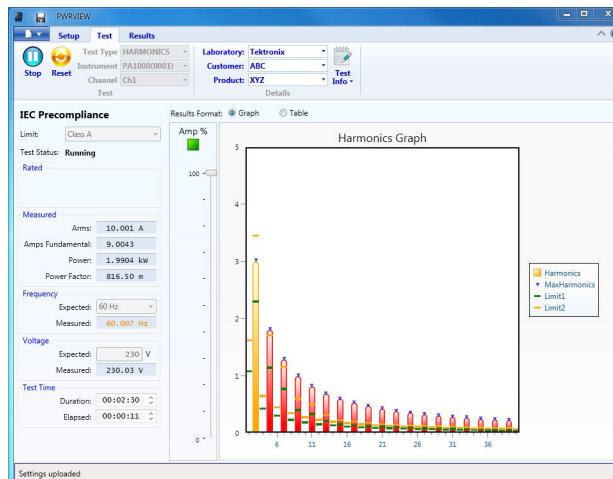 PWRVIEW
Setup Test Results
Stop
Reset
Test Type HARMONICS
Instrument PA1000(0001)
Channel Ch1
Test
Laboratory: Tektronix
Customer: ABC
Product: XYZ
Test Info
Details
IEC Precompliance
Limit: Class A
Test Status: Running
Rated
Measured
Arms: 10.001 A
Amps Fundamental: 9.0043
Power: 1.9904 kW
Power Factor: 816.50 m
Frequency
Expected: 60 Hz
Measured: 60.007 Hz
Voltage
Expected: 230 V
Measured: 230.03 V
Test Time
Duration: 00:02:30
Elapsed: 00:00:11
Results Format: Graph Table
Amp %
100
0
Harmonics Graph
5
4
3
2
1
0
6 11 16 21 26 31 36
Harmonics
MaxHarmonics
Limit1
Limit2
Settings uploaded